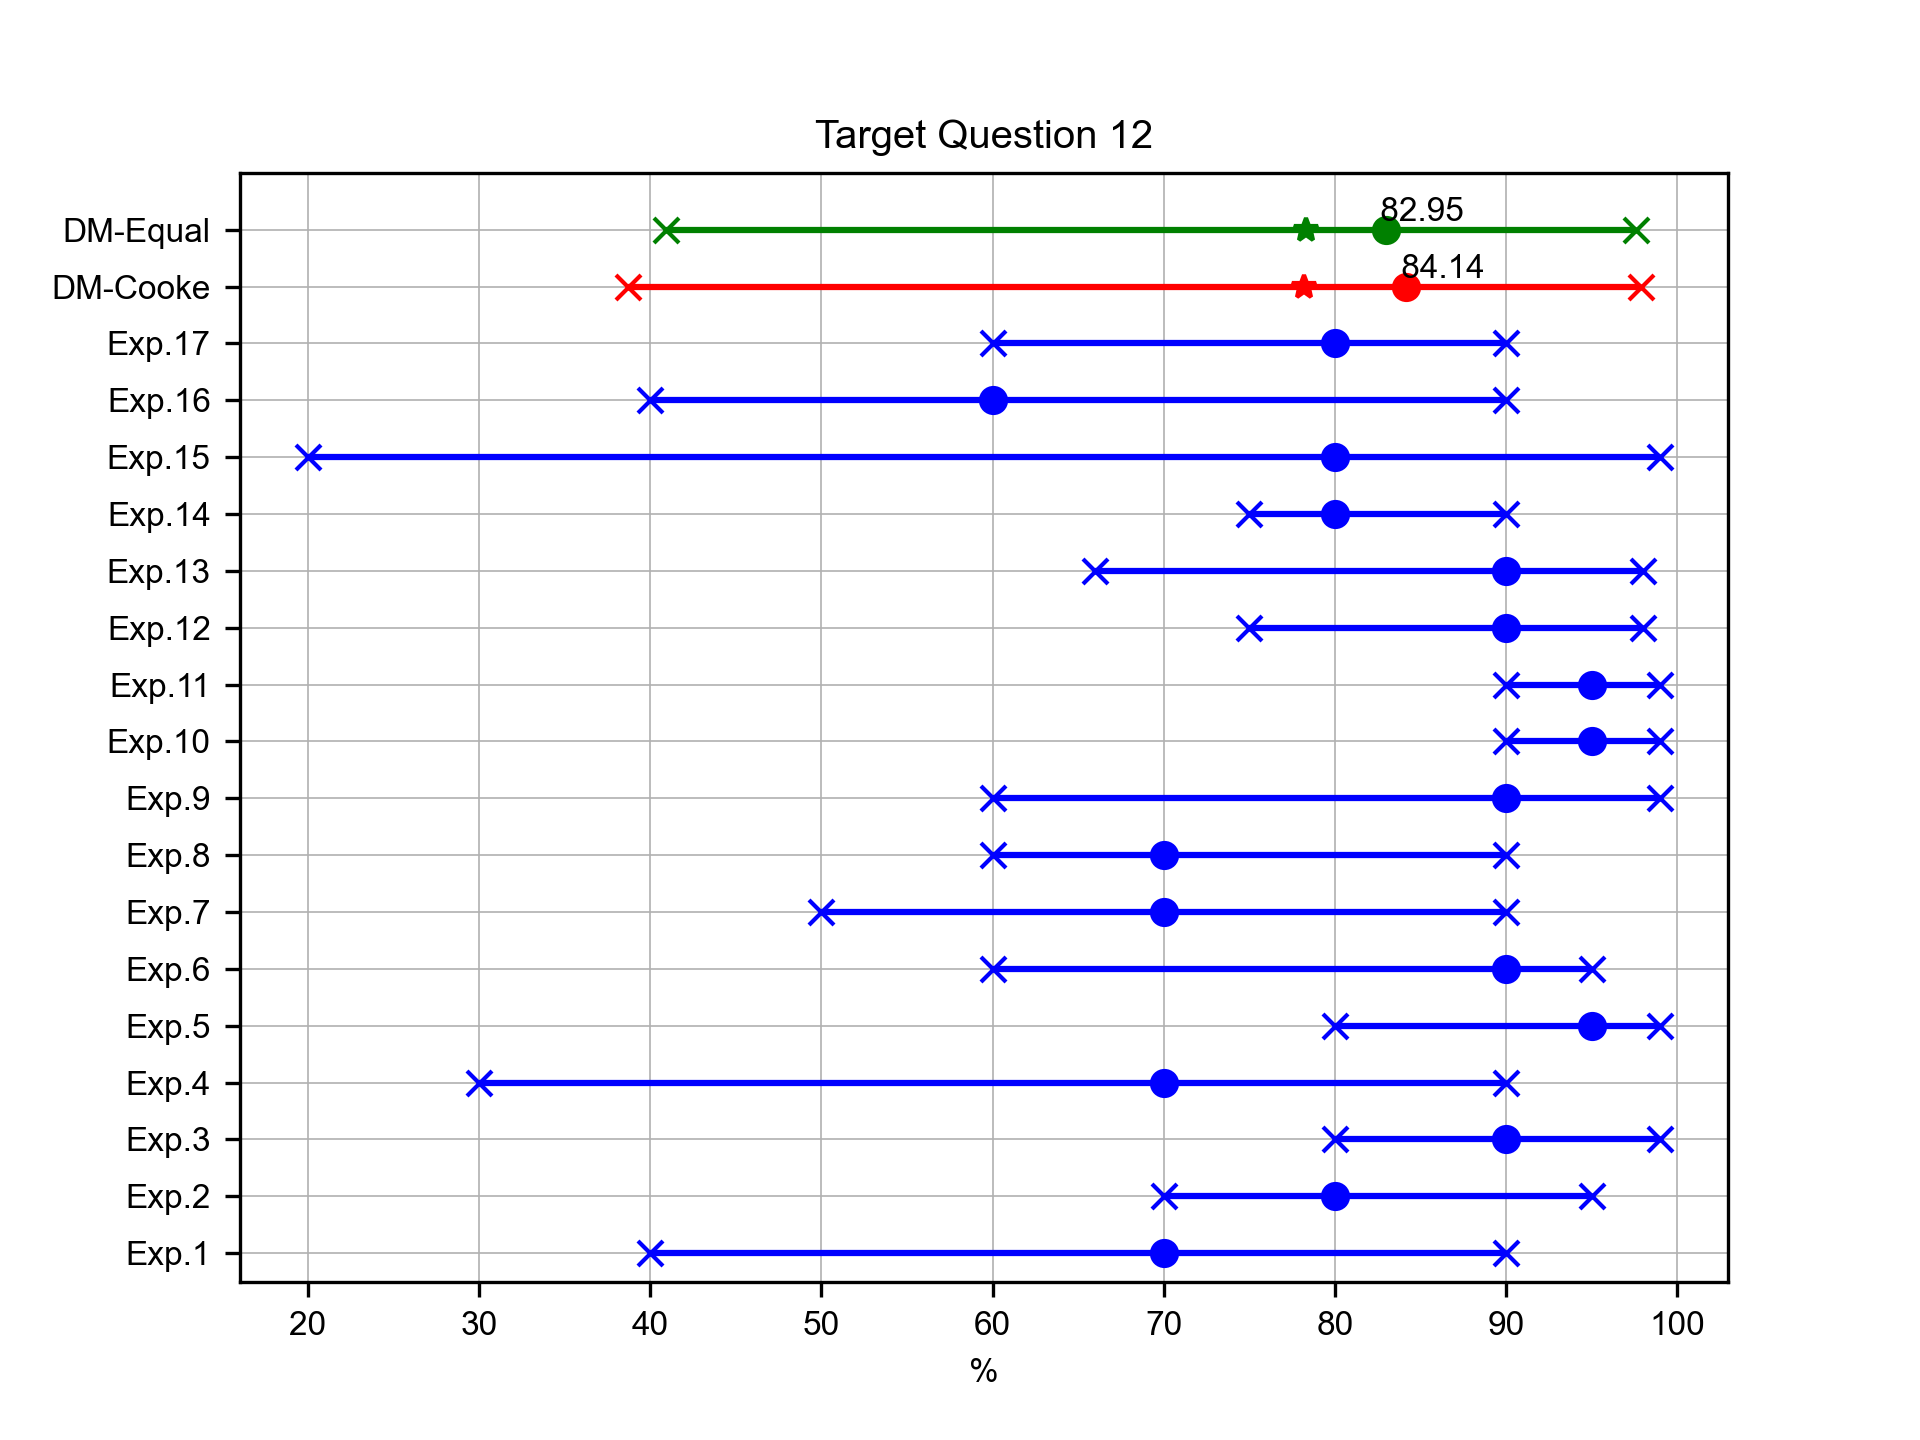 Target Question 12
DM-Equal
82.95
DM-Cooke
84.14
Exp.17
Exp.16
Exp.15
Exp.14
Exp.13
Exp.12
Exp.11
Exp.10
Exp.9
Exp.8
Exp.7
Exp.6
Exp.5
Exp.4
Exp.3
Exp.2
Exp.1
20 30 40 50 60 70 80 90 100
%